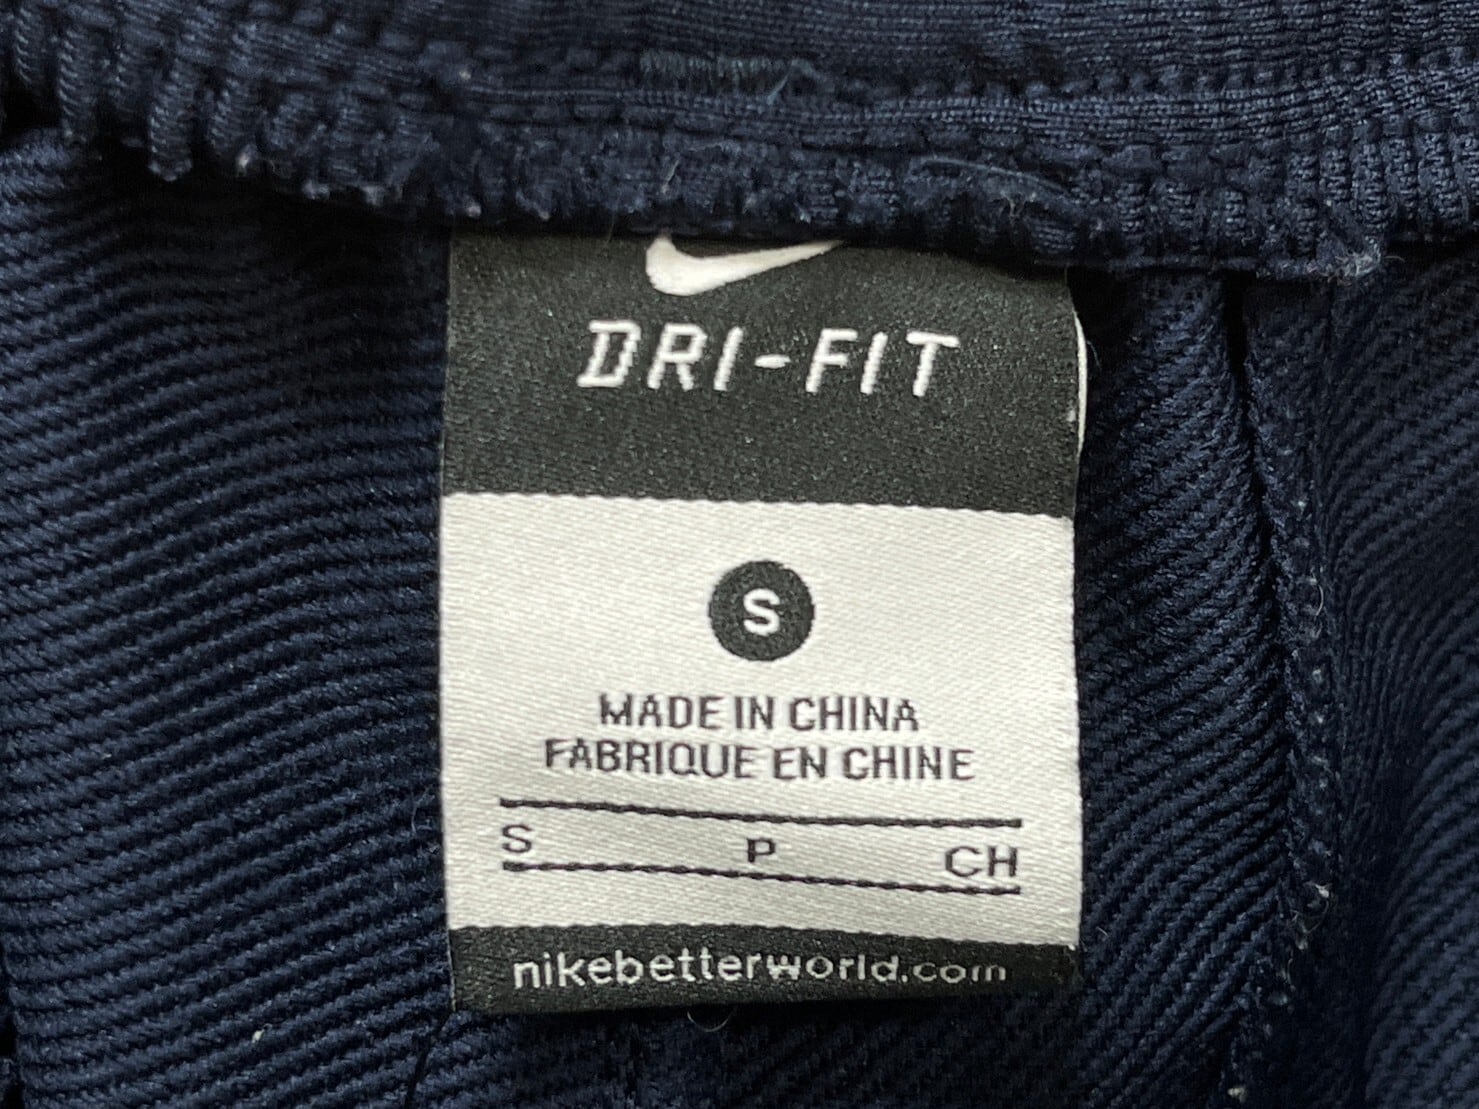 DRI-FIT
S
MADE IN CHINA
FABRIQUE EN CHINE
S P CH
nikebetterworld.com